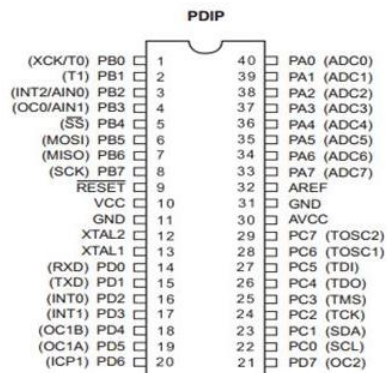 PDIP
(XCK/T0) PB0 1 40 PA0 (ADC0)
(T1) PB1 2 39 PA1 (ADC1)
(INT2/AIN0) PB2 3 38 PA2 (ADC2)
(OC0/AIN1) PB3 4 37 PA3 (ADC3)
(SS) PB4 5 36 PA4 (ADC4)
(MOSI) PB5 6 35 PA5 (ADC5)
(MISO) PB6 7 34 PA6 (ADC6)
(SCK) PB7 8 33 PA7 (ADC7)
RESET 9 32 AREF
VCC 10 31 GND
GND 11 30 AVCC
XTAL2 12 29 PC7 (TOSC2)
XTAL1 13 28 PC6 (TOSC1)
(RXD) PD0 14 27 PC5 (TDI)
(TXD) PD1 15 26 PC4 (TDO)
(INT0) PD2 16 25 PC3 (TMS)
(INT1) PD3 17 24 PC2 (TCK)
(OC1B) PD4 18 23 PC1 (SDA)
(OC1A) PD5 19 22 PC0 (SCL)
(ICP1) PD6 20 21 PD7 (OC2)